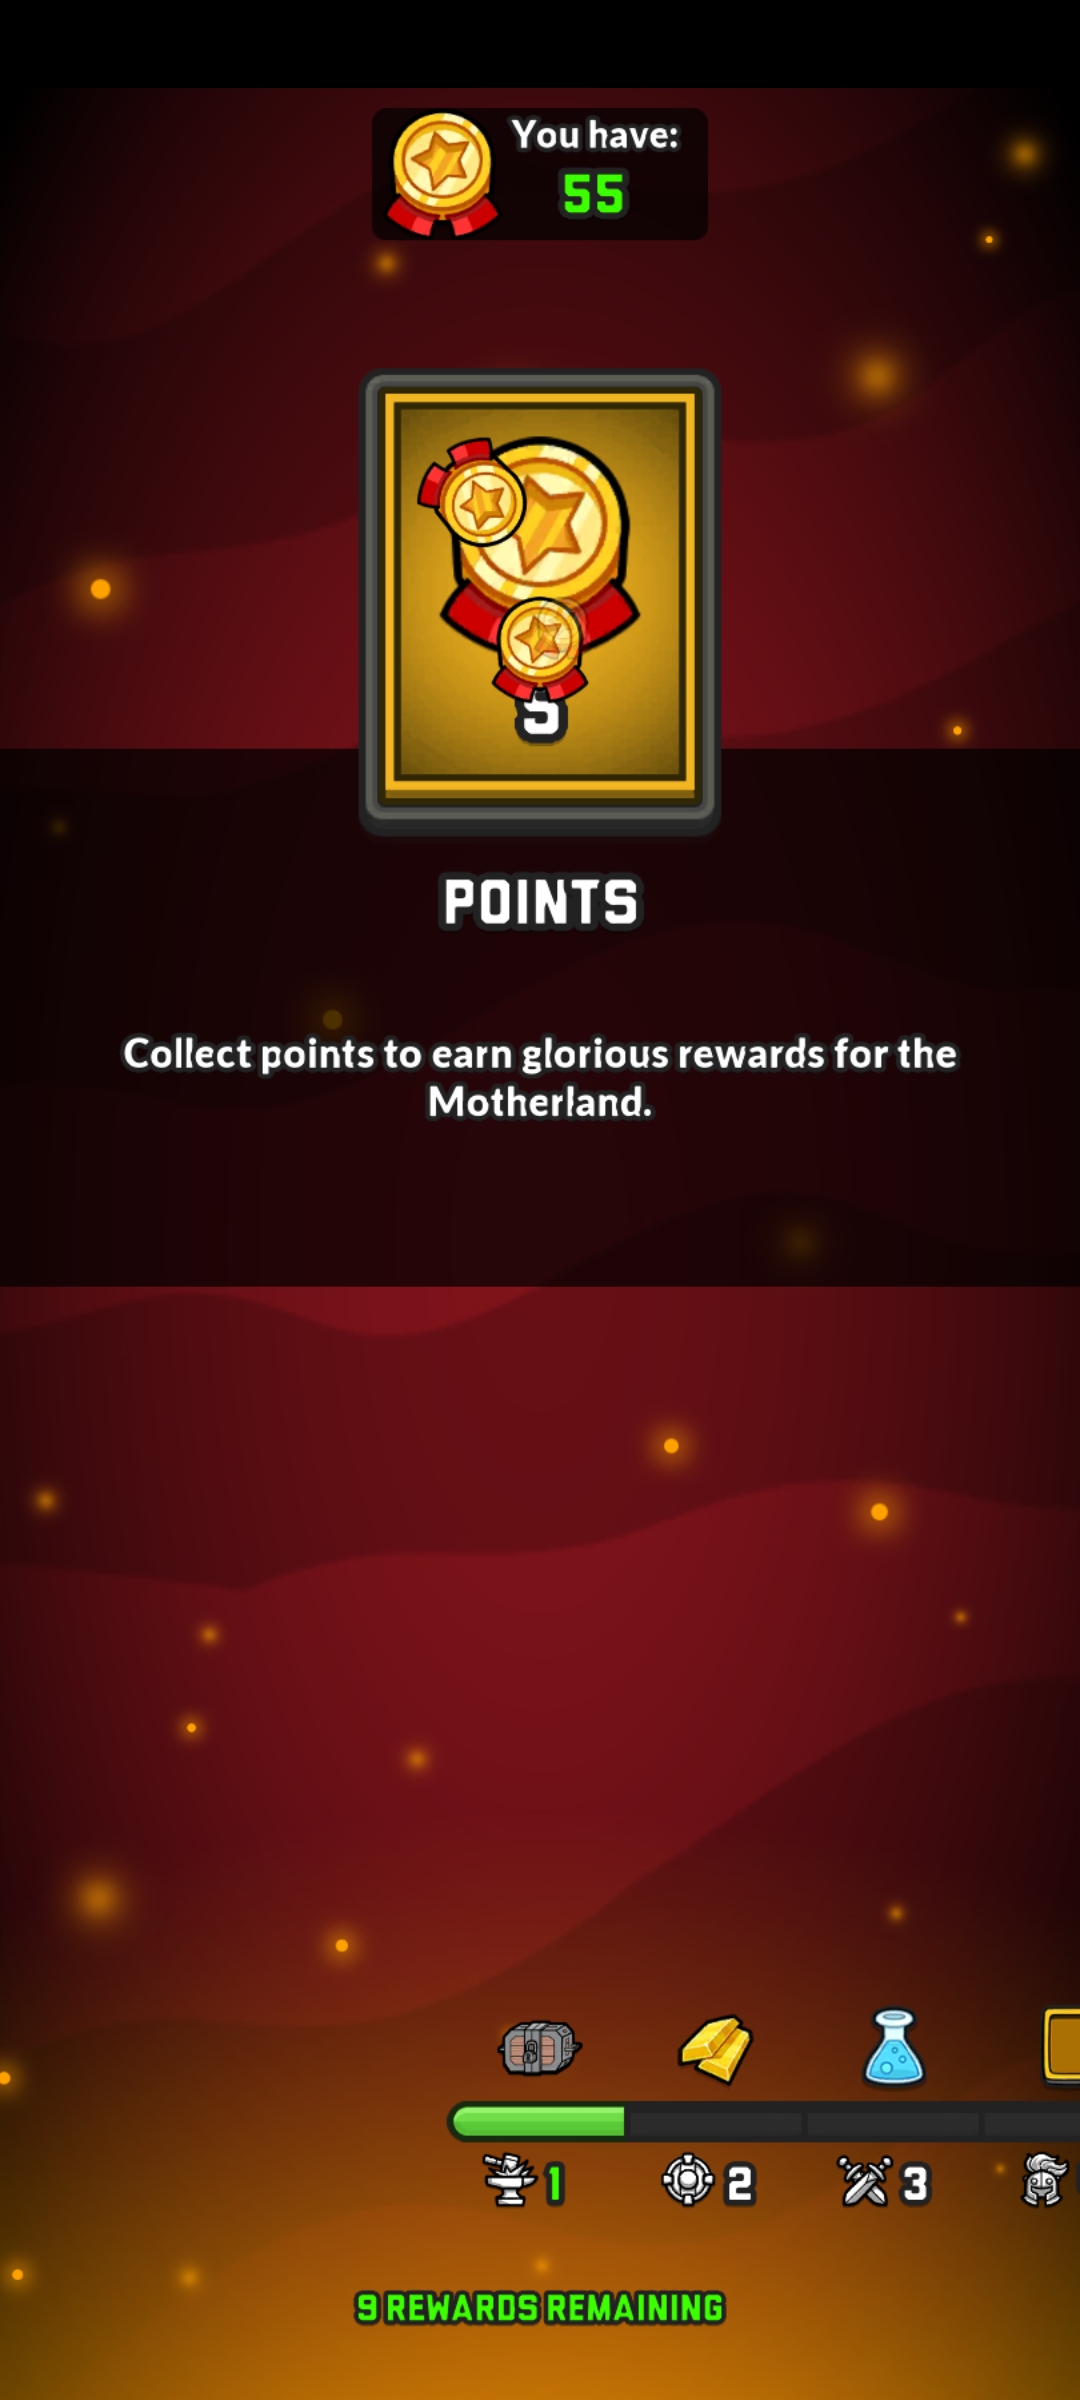 You have:
55
5
POINTS
Collect points to earn glorious rewards for the
Motherland.
1
2
3
9 REWARDS REMAINING